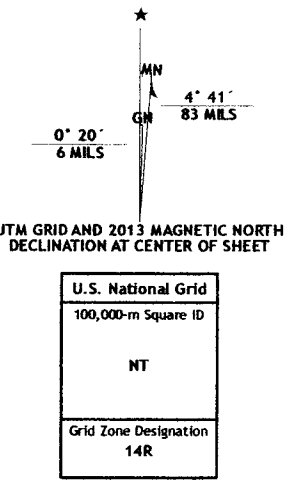 ★
MN
GN
4° 41´
83 MILS
0° 20´
6 MILS
UTM GRID AND 2013 MAGNETIC NORTH
DECLINATION AT CENTER OF SHEET
U.S. National Grid
100,000-m Square ID
NT
Grid Zone Designation
14R